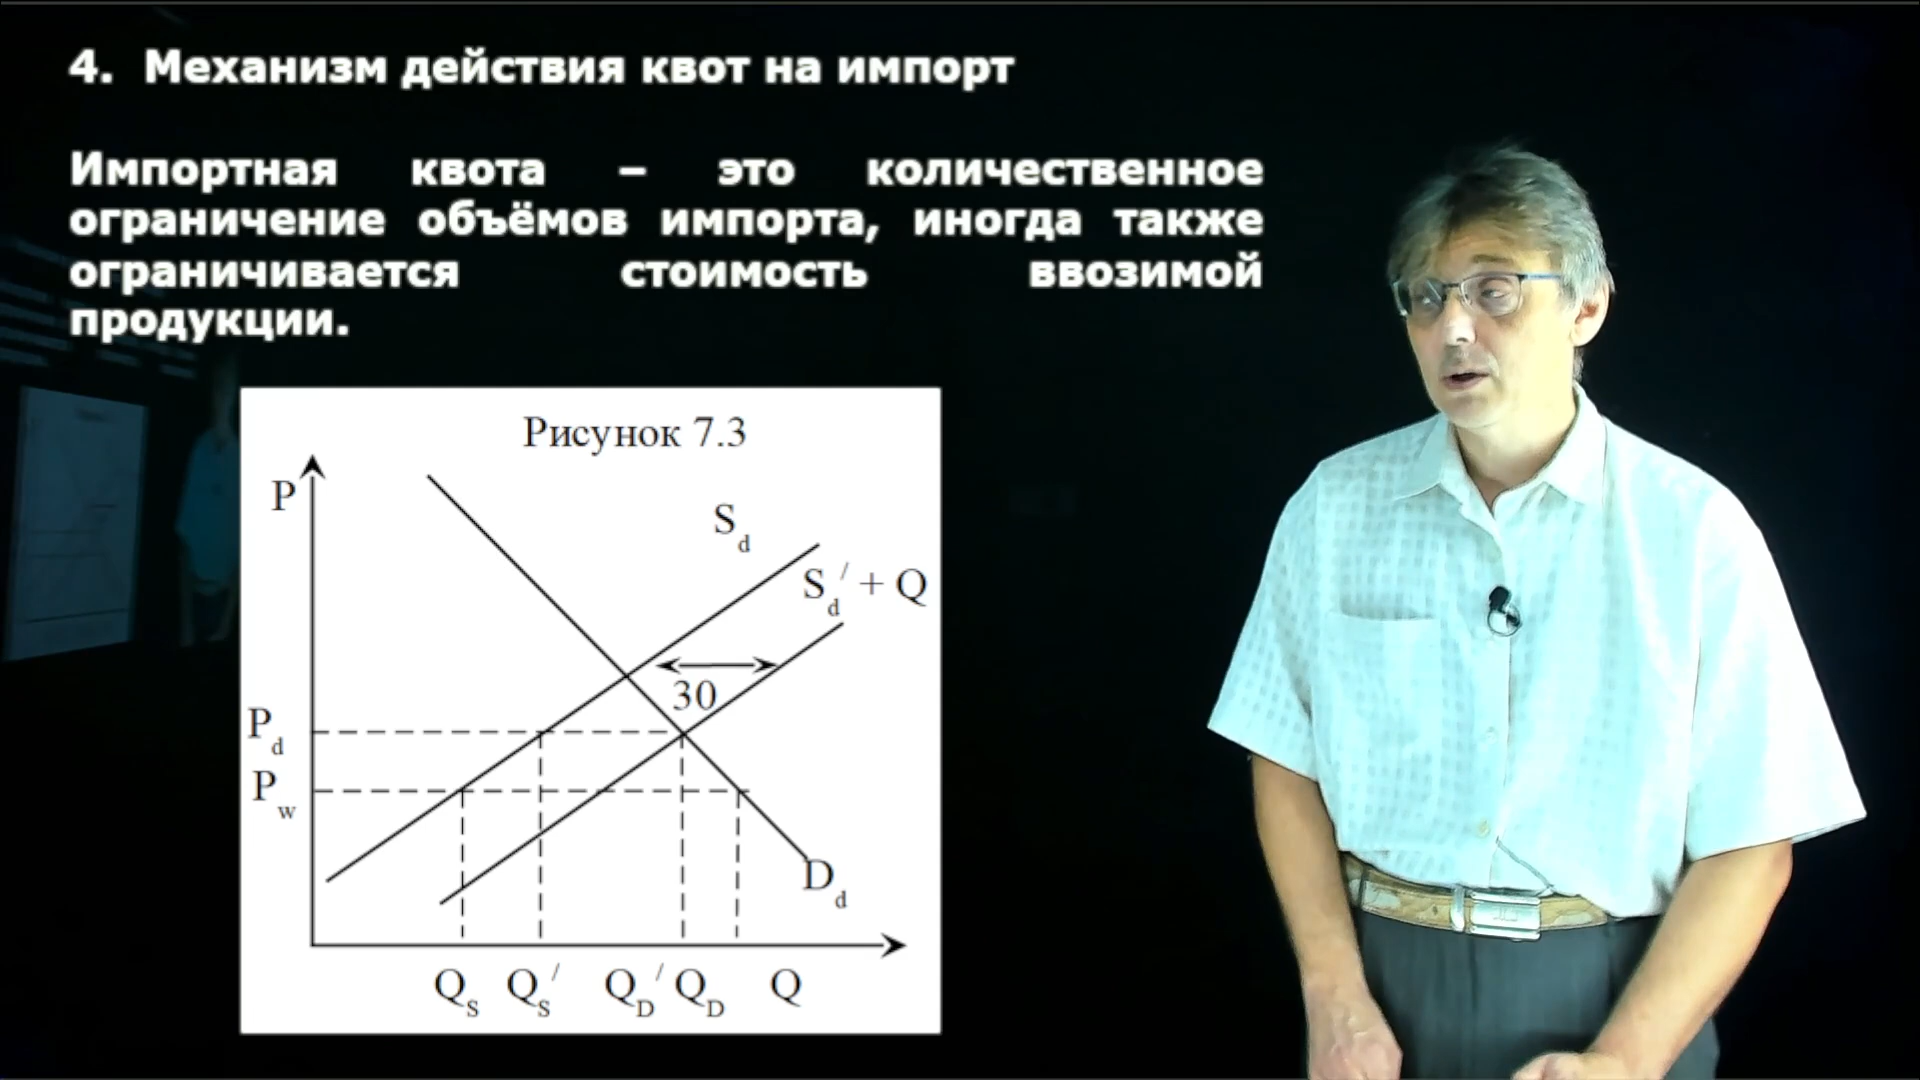 4. Механизм действия квот на импорт
Импортная квота – это количественное
ограничение объёмов импорта, иногда также
ограничивается стоимость ввозимой
продукции.
Рисунок 7.3
P
S d
S d / + Q
30
P d
P w
D d
Q S Q S / Q D / Q D Q